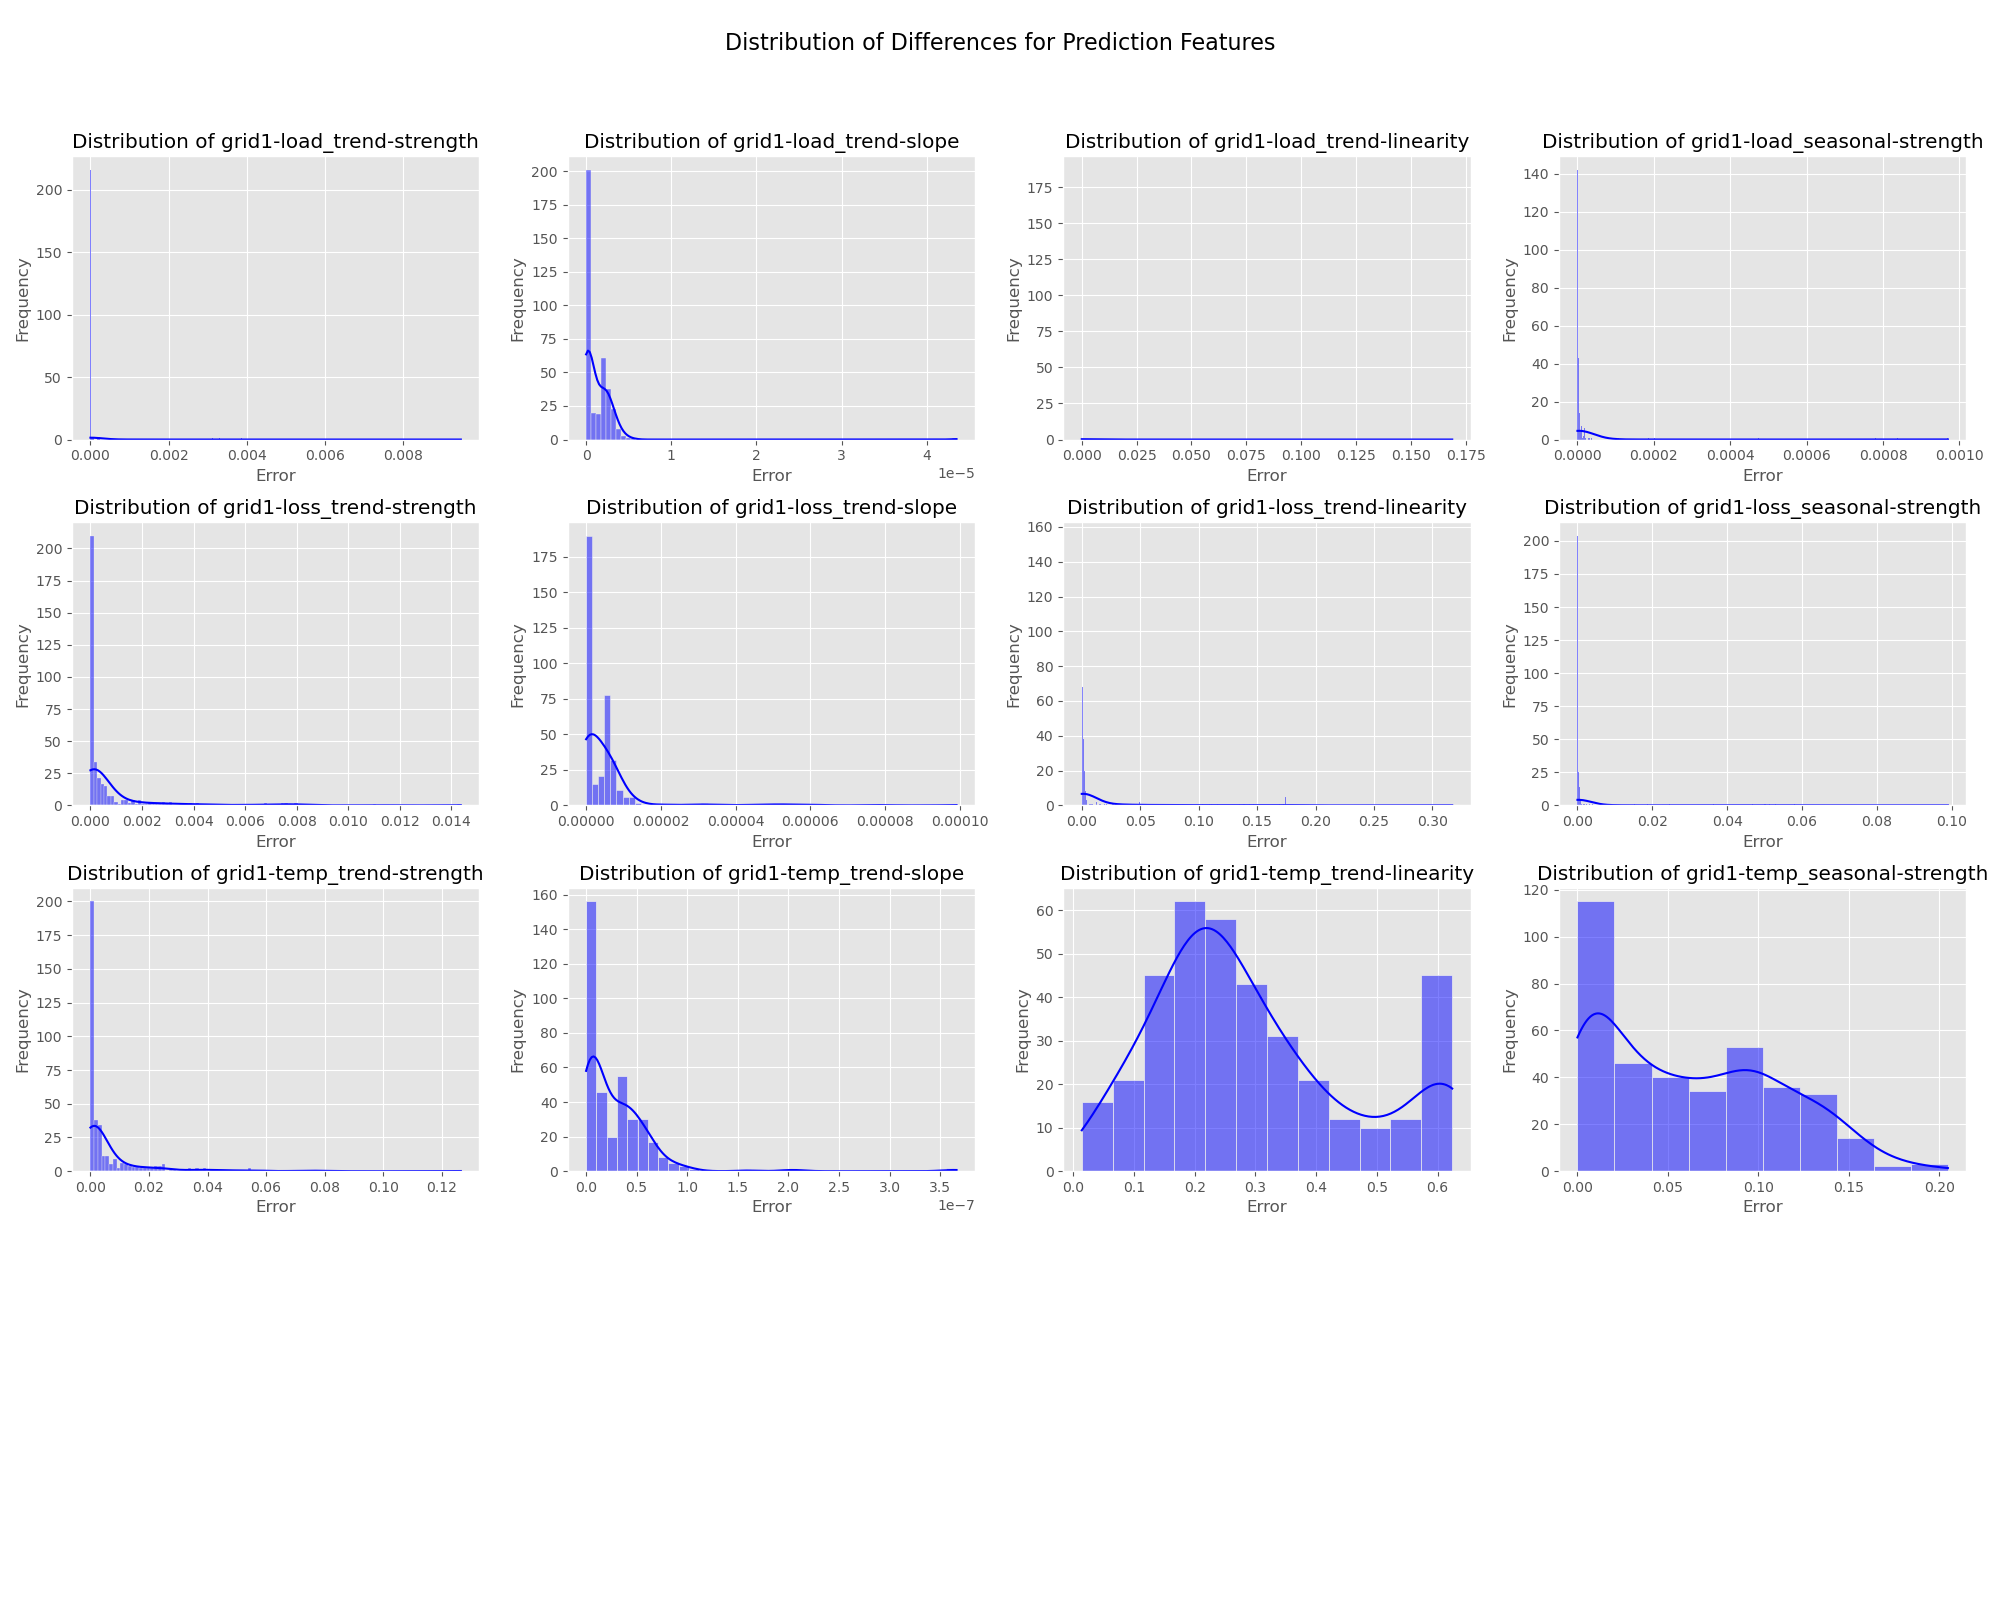 Distribution of Differences for Prediction Features
Distribution of grid1-load_trend-strength
200
150
100
50
0
Frequency
0.000 0.002 0.004 0.006 0.008
Error
Distribution of grid1-load_trend-slope
200
175
150
125
100
75
50
25
0
Frequency
0 1 2 3 4
1e−5
Error
Distribution of grid1-load_trend-linearity
175
150
125
100
75
50
25
0
Frequency
0.000 0.025 0.050 0.075 0.100 0.125 0.150 0.175
Error
Distribution of grid1-load_seasonal-strength
140
120
100
80
60
40
20
0
Frequency
0.0000 0.0002 0.0004 0.0006 0.0008 0.0010
Error
Distribution of grid1-loss_trend-strength
200
175
150
125
100
75
50
25
0
Frequency
0.000 0.002 0.004 0.006 0.008 0.010 0.012 0.014
Error
Distribution of grid1-loss_trend-slope
175
150
125
100
75
50
25
0
Frequency
0.00000 0.00002 0.00004 0.00006 0.00008 0.00010
Error
Distribution of grid1-loss_trend-linearity
160
140
120
100
80
60
40
20
0
Frequency
0.00 0.05 0.10 0.15 0.20 0.25 0.30
Error
Distribution of grid1-loss_seasonal-strength
200
175
150
125
100
75
50
25
0
Frequency
0.00 0.02 0.04 0.06 0.08 0.10
Error
Distribution of grid1-temp_trend-strength
200
175
150
125
100
75
50
25
0
Frequency
0.00 0.02 0.04 0.06 0.08 0.10 0.12
Error
Distribution of grid1-temp_trend-slope
160
140
120
100
80
60
40
20
0
Frequency
0.0 0.5 1.0 1.5 2.0 2.5 3.0 3.5
1e−7
Error
Distribution of grid1-temp_trend-linearity
60
50
40
30
20
10
0
Frequency
0.0 0.1 0.2 0.3 0.4 0.5 0.6
Error
Distribution of grid1-temp_seasonal-strength
120
100
80
60
40
20
0
Frequency
0.00 0.05 0.10 0.15 0.20
Error